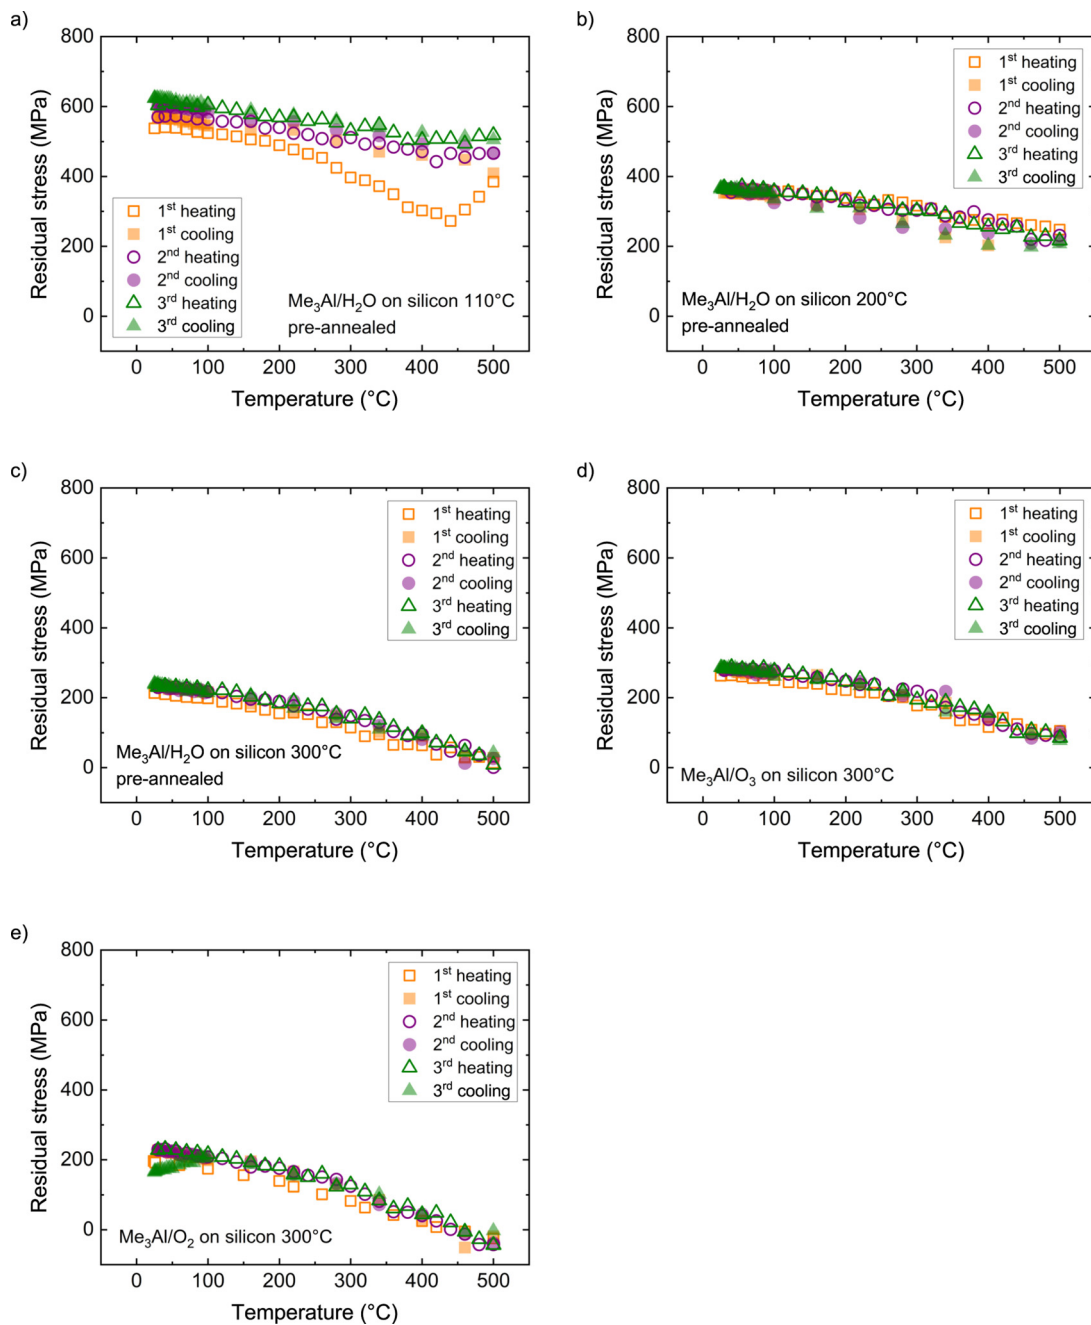 a)
800
600
400
200
0
Residual stress (MPa)
1st heating
1st cooling
2nd heating
2nd cooling
3rd heating
3rd cooling
Me3Al/H2O on silicon 110°C
pre-annealed
0 100 200 300 400 500
Temperature (°C)
b)
800
600
400
200
0
Residual stress (MPa)
1st heating
1st cooling
2nd heating
2nd cooling
3rd heating
3rd cooling
Me3Al/H2O on silicon 200°C
pre-annealed
0 100 200 300 400 500
Temperature (°C)
c)
800
600
400
200
0
Residual stress (MPa)
1st heating
1st cooling
2nd heating
2nd cooling
3rd heating
3rd cooling
Me3Al/H2O on silicon 300°C
pre-annealed
0 100 200 300 400 500
Temperature (°C)
d)
800
600
400
200
0
Residual stress (MPa)
1st heating
1st cooling
2nd heating
2nd cooling
3rd heating
3rd cooling
Me3Al/O3 on silicon 300°C
0 100 200 300 400 500
Temperature (°C)
e)
800
600
400
200
0
Residual stress (MPa)
1st heating
1st cooling
2nd heating
2nd cooling
3rd heating
3rd cooling
Me3Al/O2 on silicon 300°C
0 100 200 300 400 500
Temperature (°C)